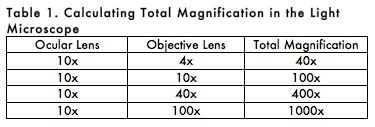 Table 1. Calculating Total Magnification in the Light
Microscope
Ocular Lens Objective Lens Total Magnification
10x 4x 40x
10x 10x 100x
10x 40x 400x
10x 100x 1000x